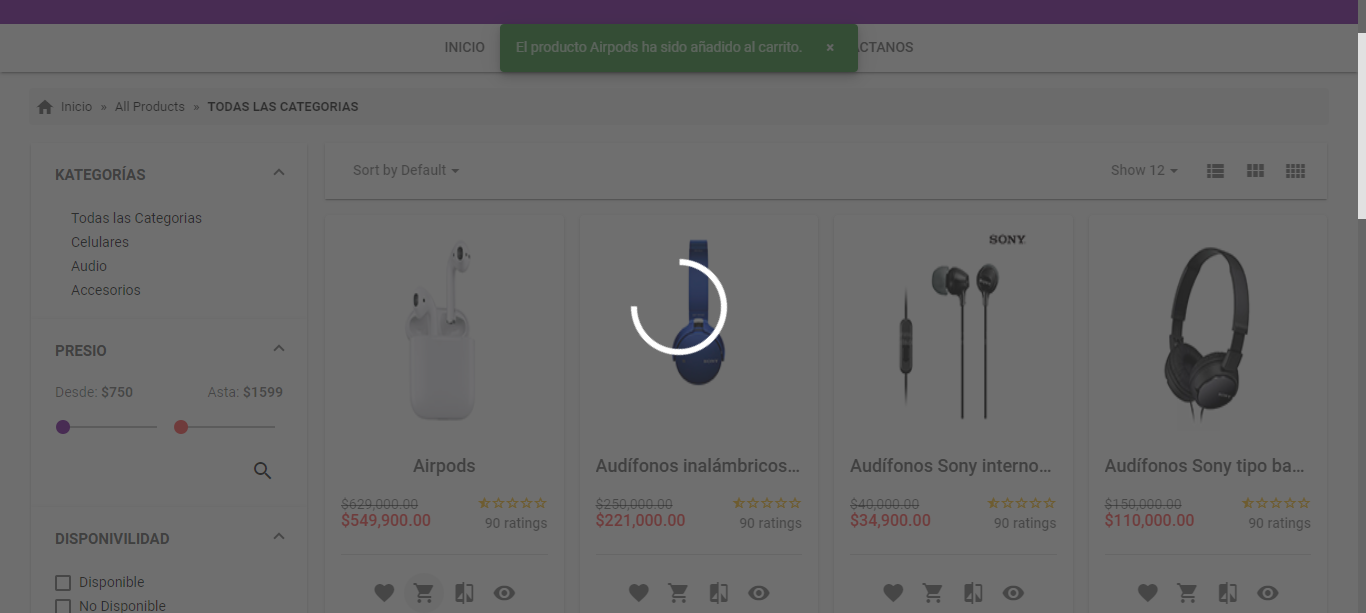 INICIO
El producto Airpods ha sido añadido al carrito. ×
CTANOS
Inicio » All Products » TODAS LAS CATEGORIAS
KATEGORÍAS
Todas las Categorias
Celulares
Audio
Accesorios
PRESIO
Desde: $750 Asta: $1599
DISPONIVILIDAD
Disponible
No Disponible
Sort by Default
Show 12
Airpods
$629,000.00
$549,900.00
90 ratings
SONY
Audífonos inalámbricos...
$250,000.00
$221,000.00
90 ratings
SONY
Audífonos Sony interno...
$40,000.00
$34,900.00
90 ratings
SONY
Audífonos Sony tipo ba...
$150,000.00
$110,000.00
90 ratings